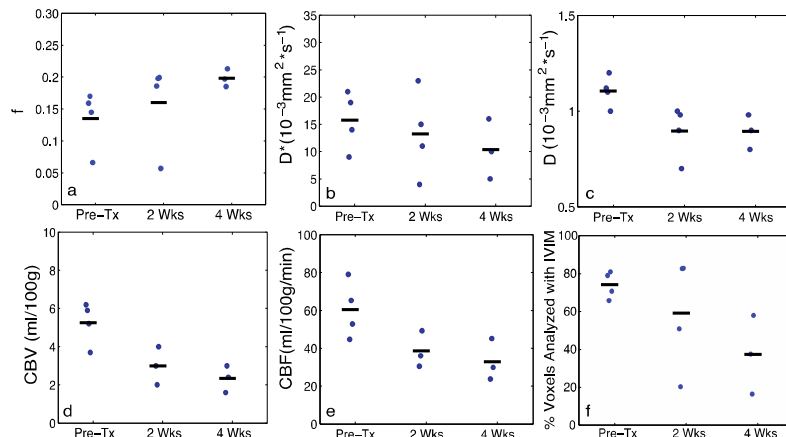 f
0.30
0.25
0.20
0.15
0.10
0.05
0
a
Pre-Tx 2 Wks 4 Wks
D* (10⁻³mm²*s⁻¹)
35
30
25
20
15
10
5
0
b
Pre-Tx 2 Wks 4 Wks
D (10⁻³mm²*s⁻¹)
1.5
1
0.5
c
Pre-Tx 2 Wks 4 Wks
CBV (ml/100g)
10
8
6
4
2
0
d
Pre-Tx 2 Wks 4 Wks
CBF(ml/100g/min)
100
80
60
40
20
0
e
Pre-Tx 2 Wks 4 Wks
% Voxels Analyzed with IVIM
100
80
60
40
20
0
f
Pre-Tx 2 Wks 4 Wks